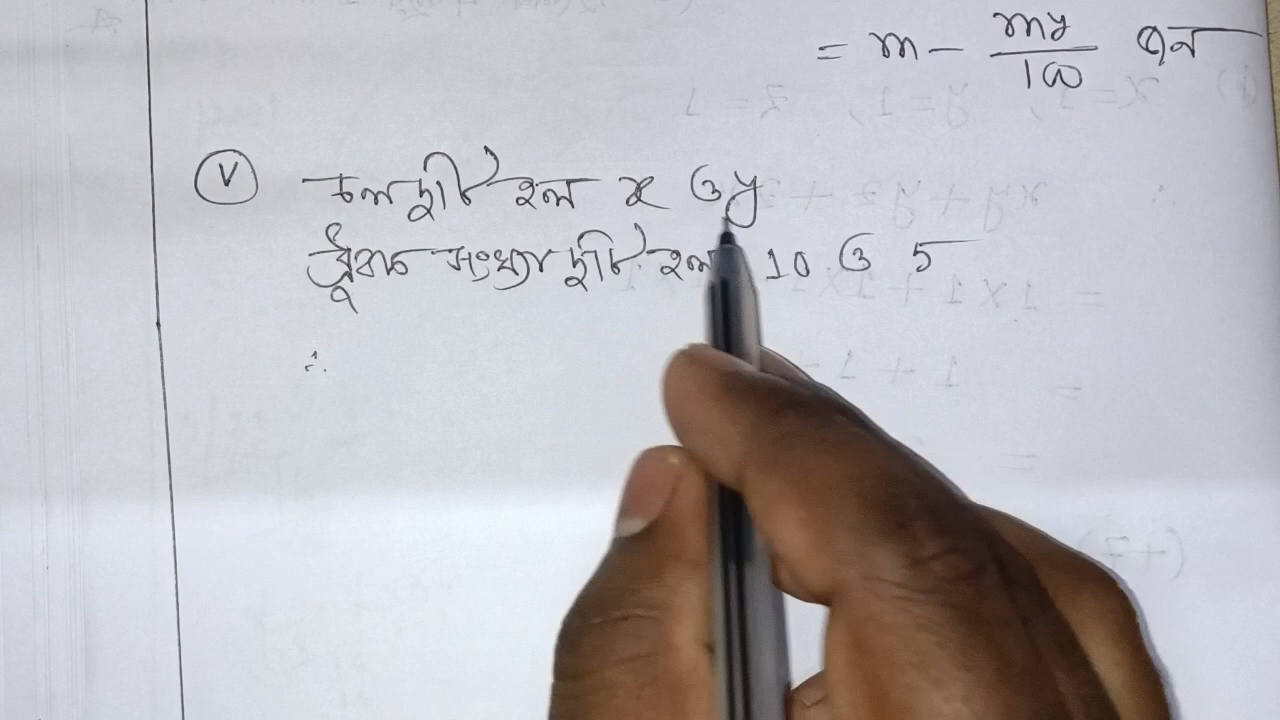 = m - my/100 জন
(V) চলদুটি হল x ও y
ধ্রুবক সংখ্যা দুটি হল 10 ও 5
∴